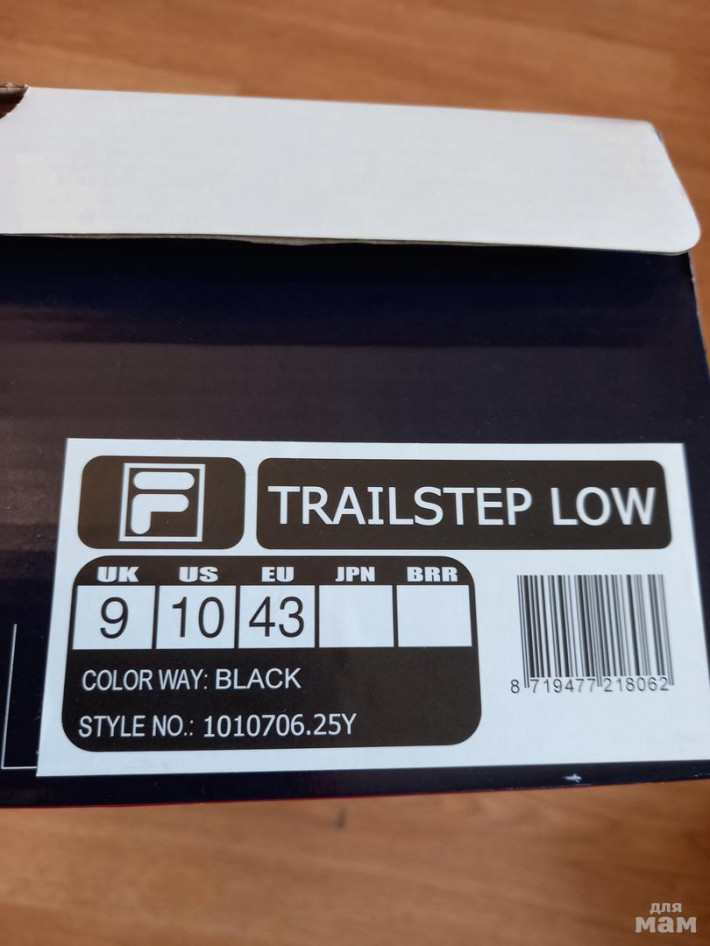 F
TRAILSTEP LOW
UK US EU JPN BRR
9 10 43
COLOR WAY: BLACK
STYLE NO.: 1010706.25Y
8 719477 218062
для
мам